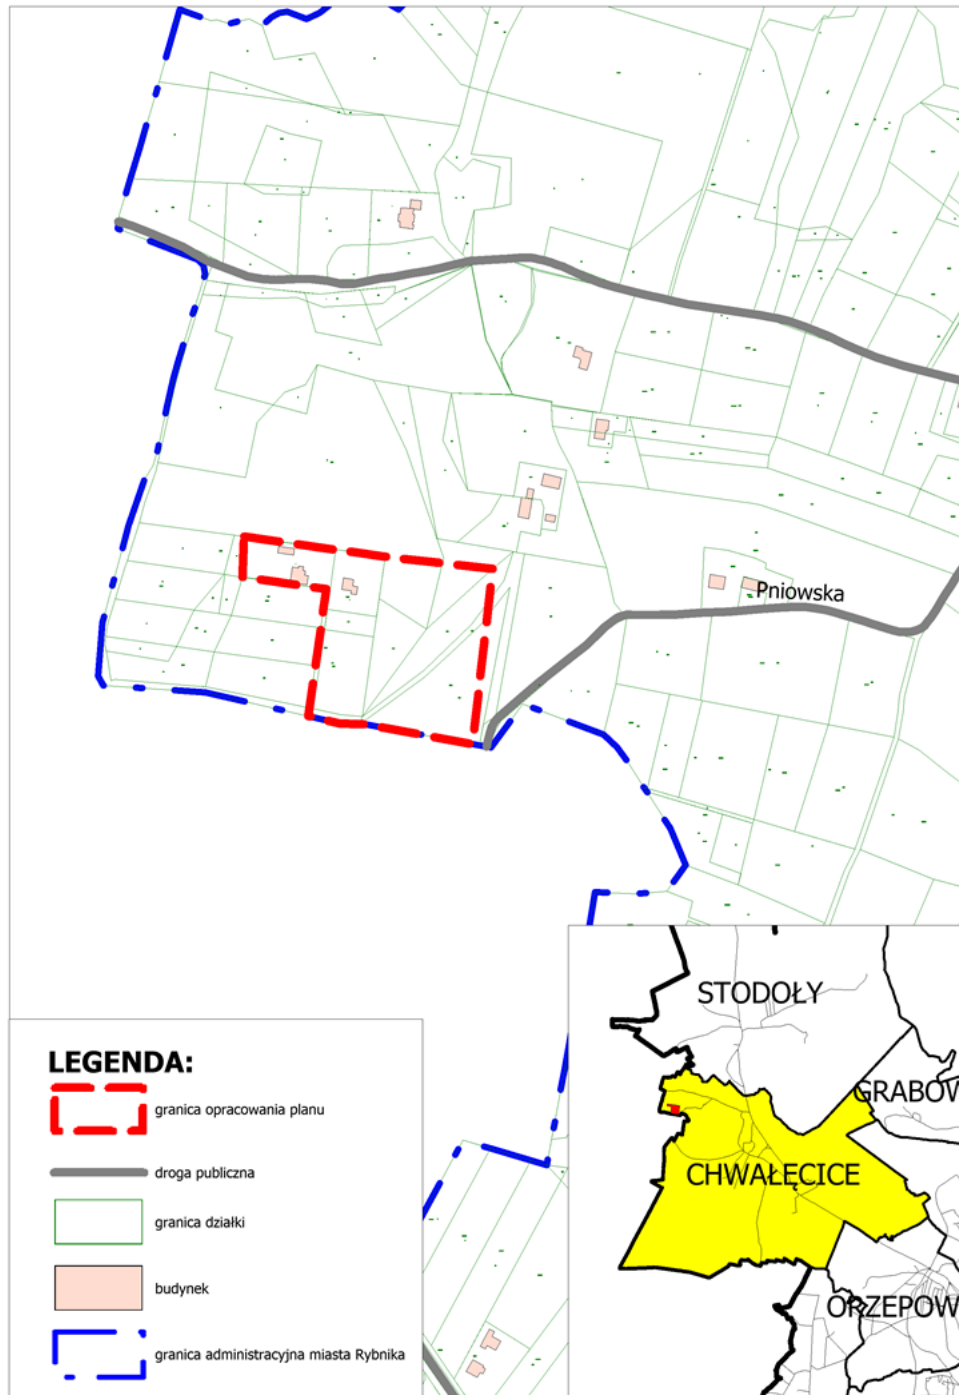 Pniowska
STODOŁY
GRABOW
CHWAŁĘCICE
ORZEPOW
LEGENDA:
granica opracowania planu
droga publiczna
granica działki
budynek
granica administracyjna miasta Rybnika